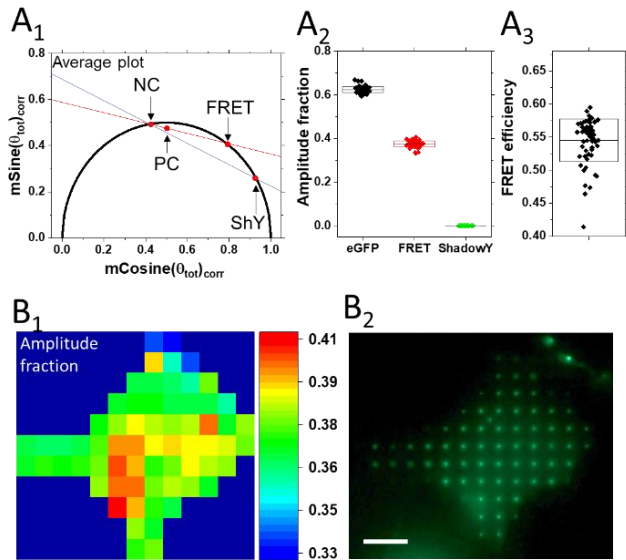 A1
0.8
0.6
0.4
0.2
0.0
0.0 0.2 0.4 0.6 0.8 1.0
mSine(θtot)corr
mCosine(θtot)corr
Average plot
NC
FRET
PC
ShY
A2
0.8
0.6
0.4
0.2
0.0
Amplitude fraction
eGFP FRET ShadowY
A3
0.65
0.60
0.55
0.50
0.45
0.40
FRET efficiency
B1
Amplitude
fraction
0.41
0.39
0.38
0.36
0.35
0.33
B2